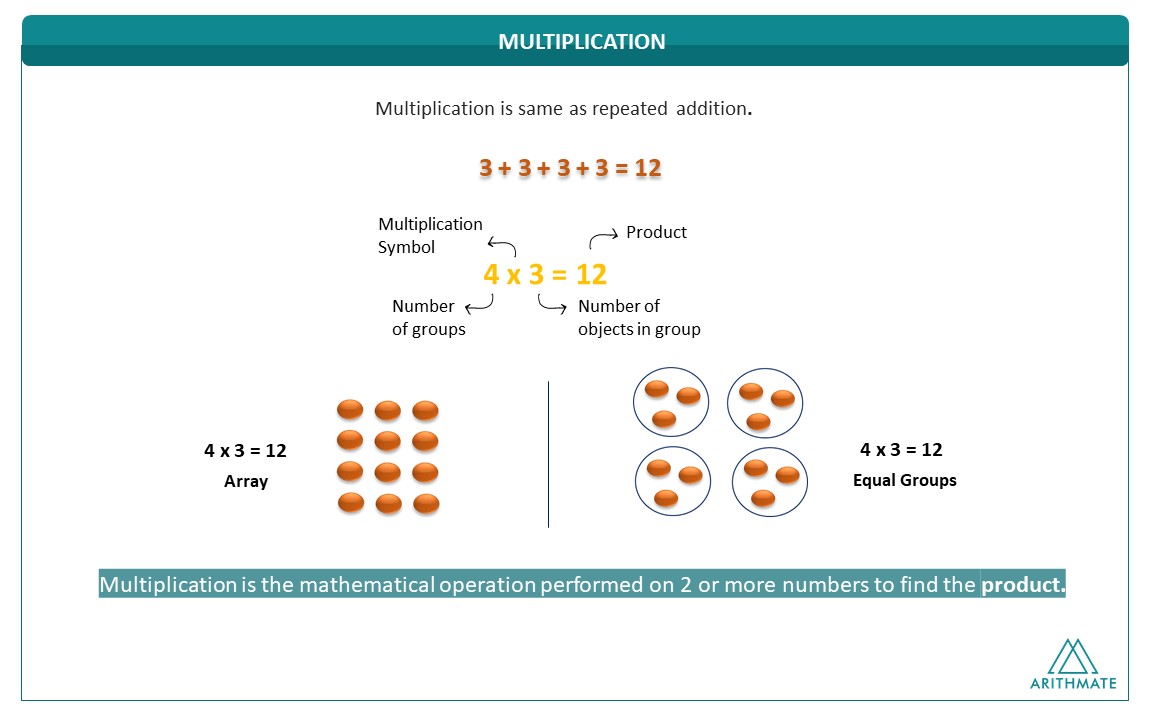 MULTIPLICATION
Multiplication is same as repeated addition.
3 + 3 + 3 + 3 = 12
Multiplication
Symbol
Product
4 x 3 = 12
Number
of groups
Number of
objects in group
4 x 3 = 12
Array
4 x 3 = 12
Equal Groups
Multiplication is the mathematical operation performed on 2 or more numbers to find the product.
ARITHMATE